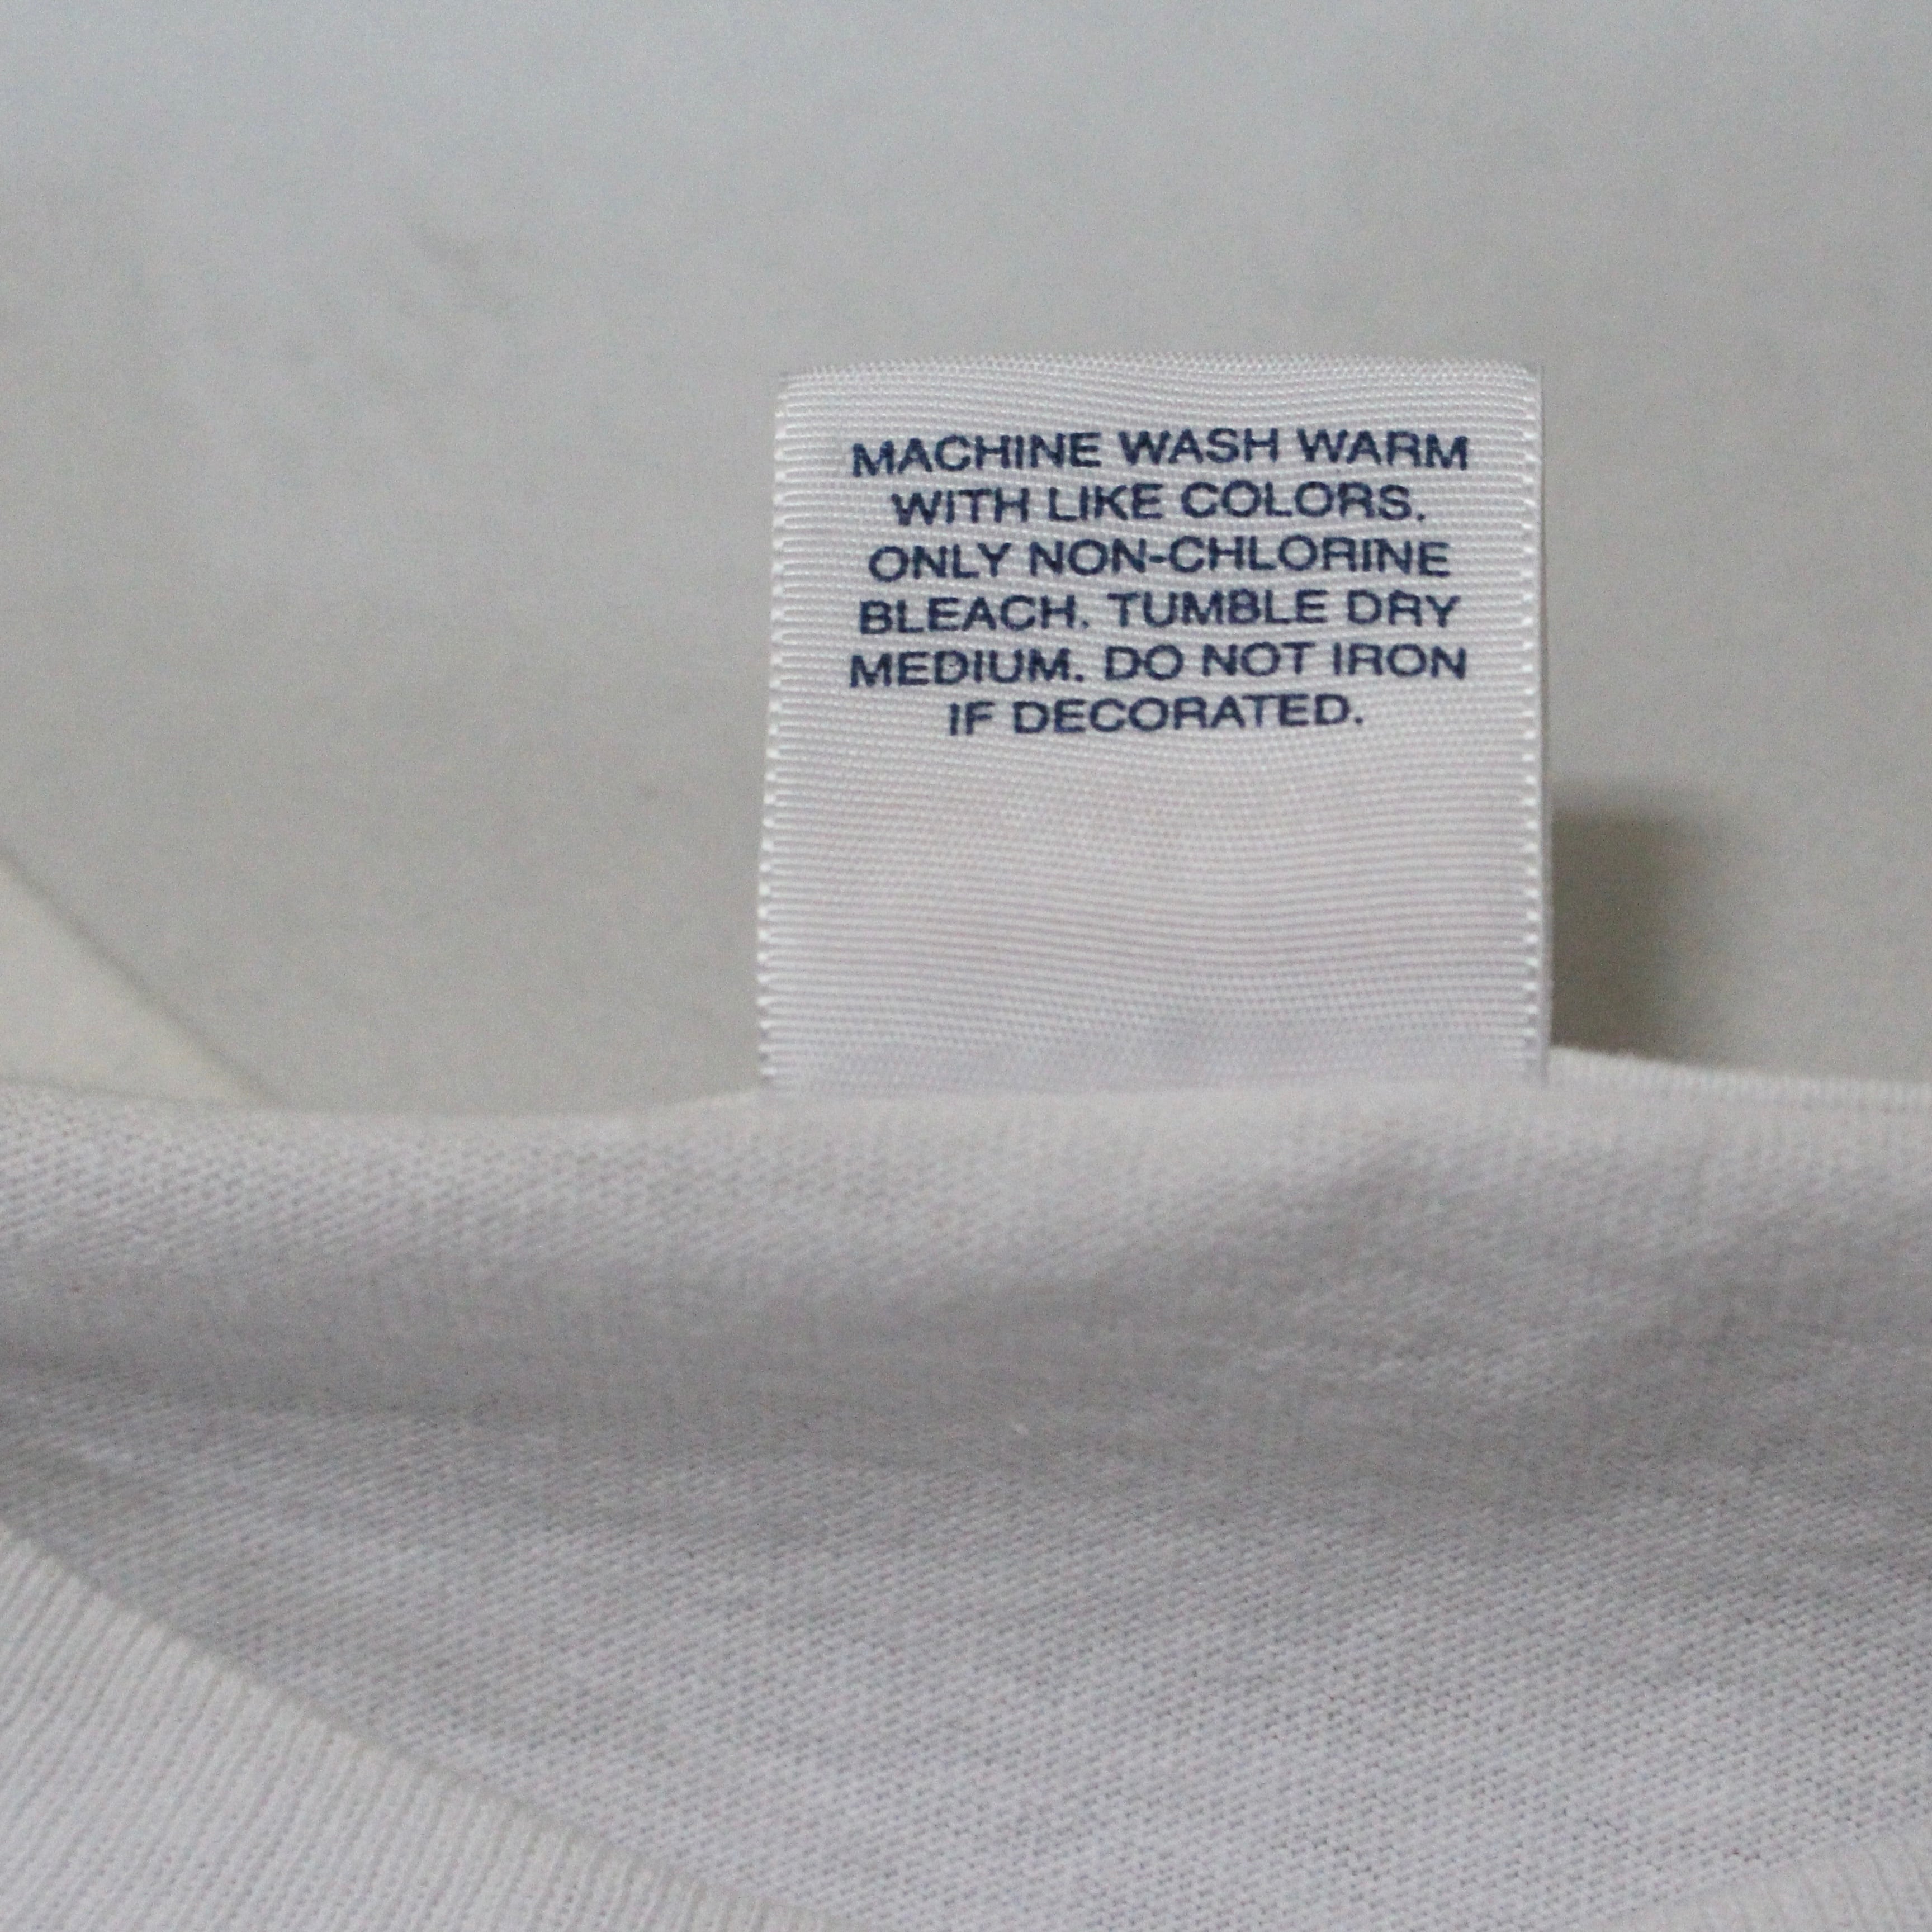 MACHINE WASH WARM
WITH LIKE COLORS.
ONLY NON-CHLORINE
BLEACH. TUMBLE DRY
MEDIUM. DO NOT IRON
IF DECORATED.